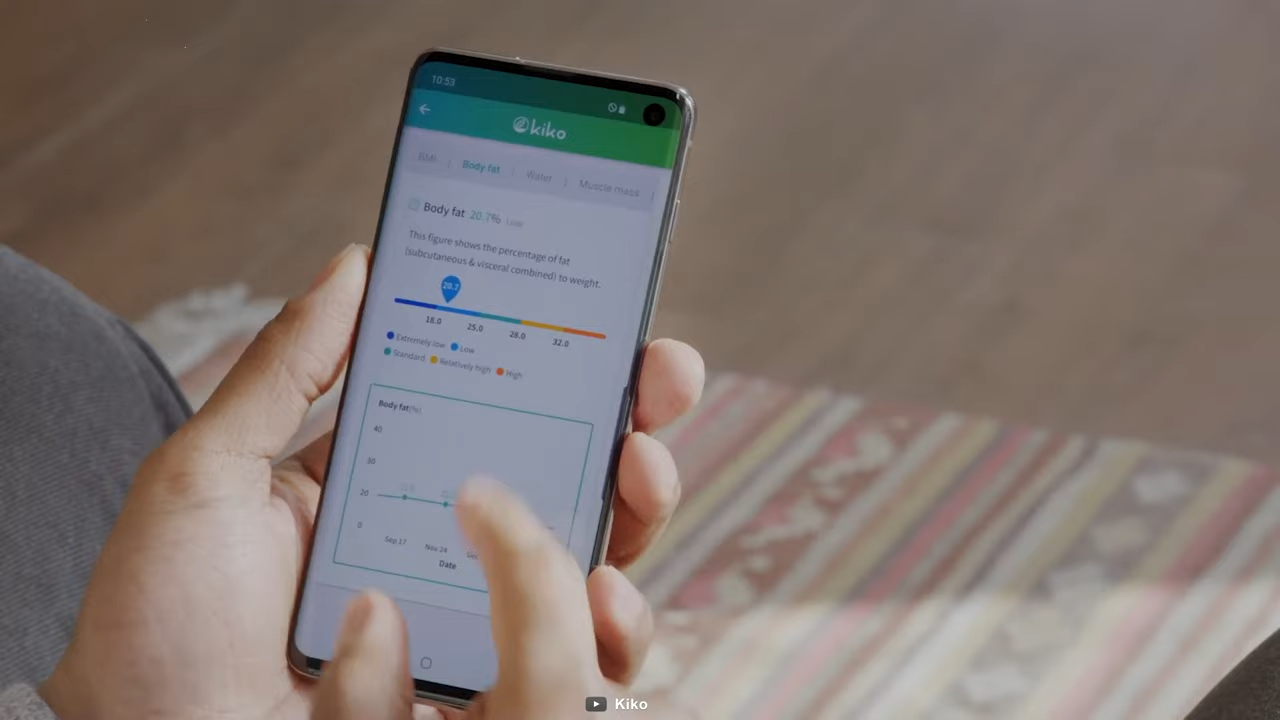 10:53
kiko
BMI | Body fat | Water | Muscle mass |
Body fat 20.7% Low
This figure shows the percentage of fat
(subcutaneous & visceral combined) to weight.
20.7
18.0 25.0 28.0 32.0
Extremely low Low
Standard Relatively high High
Body fat(%)
40
30
20
0
Sep 17 Nov 24
Date
Kiko